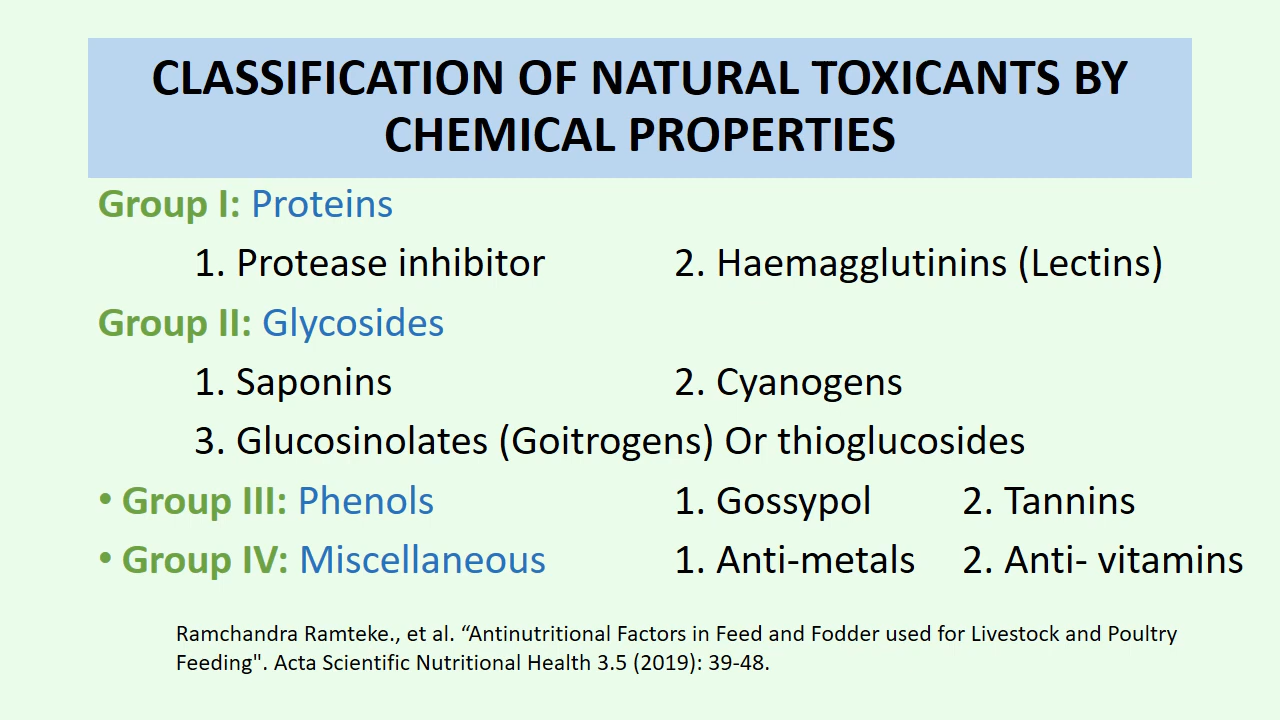 CLASSIFICATION OF NATURAL TOXICANTS BY
CHEMICAL PROPERTIES
Group I: Proteins
1. Protease inhibitor 2. Haemagglutinins (Lectins)
Group II: Glycosides
1. Saponins 2. Cyanogens
3. Glucosinolates (Goitrogens) Or thioglucosides
• Group III: Phenols 1. Gossypol 2. Tannins
• Group IV: Miscellaneous 1. Anti-metals 2. Anti- vitamins
Ramchandra Ramteke., et al. “Antinutritional Factors in Feed and Fodder used for Livestock and Poultry
Feeding". Acta Scientific Nutritional Health 3.5 (2019): 39-48.